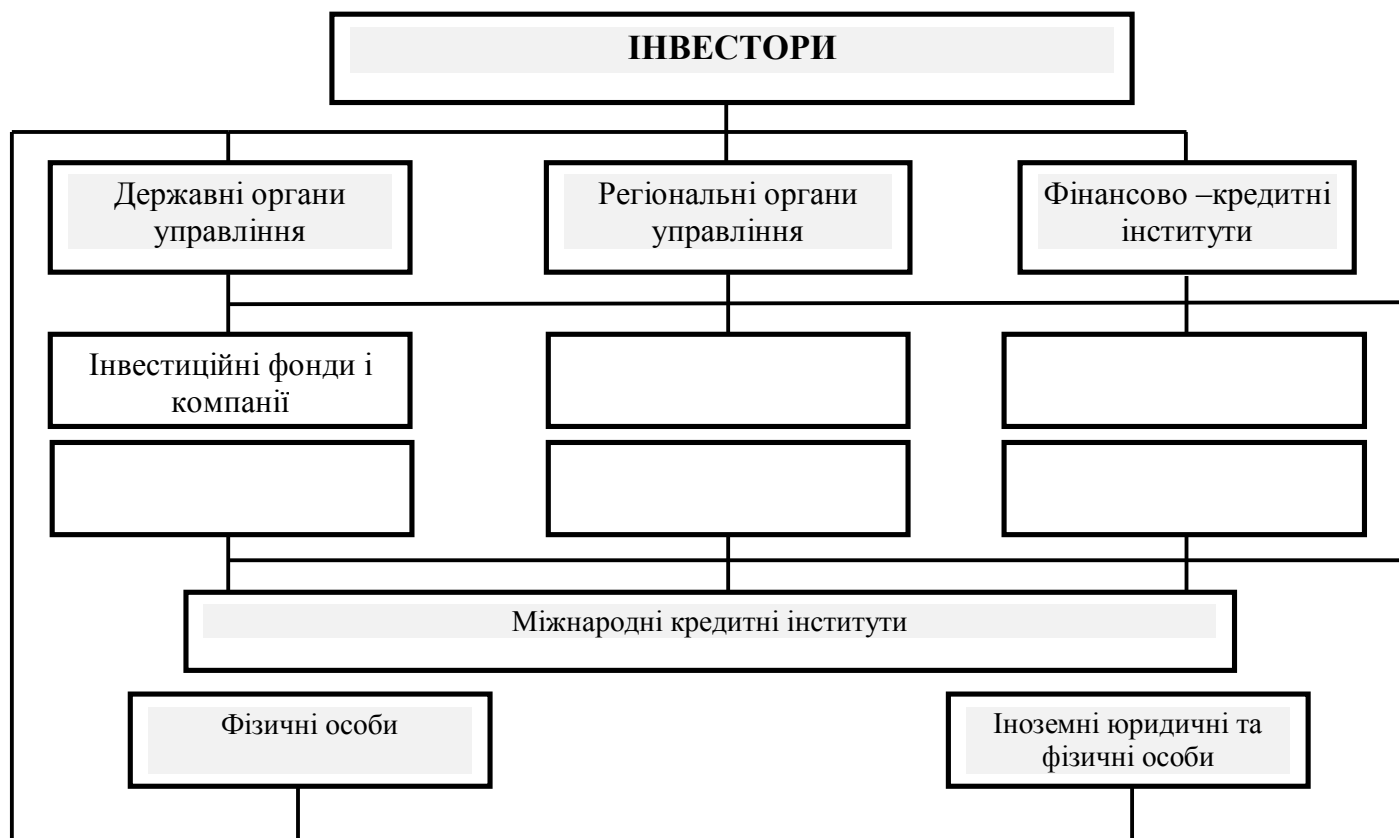 ІНВЕСТОРИ
Державні органи
управління
Регіональні органи
управління
Фінансово –кредитні
інститути
Інвестиційні фонди і
компанії
Міжнародні кредитні інститути
Фізичні особи
Іноземні юридичні та
фізичні особи